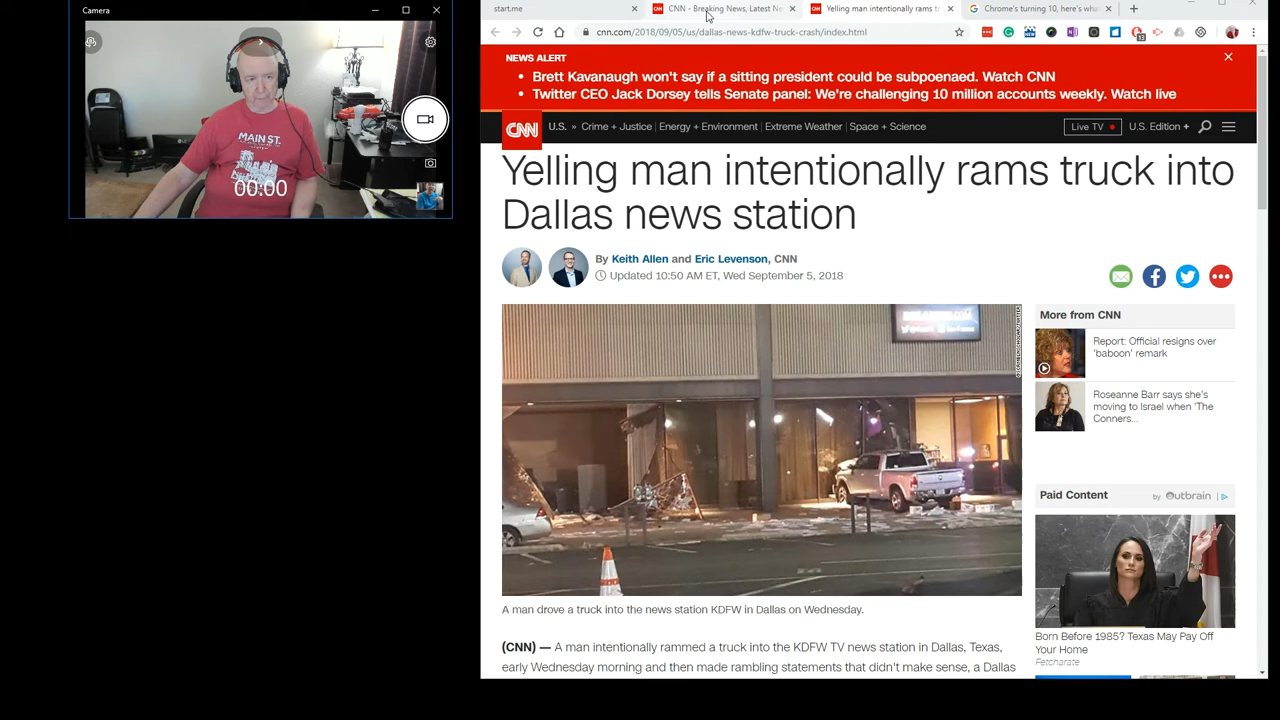 Camera
MAIN ST.
00:00
start.me
CNN - Breaking News, Latest Ne
Yelling man intentionally rams t
Chrome's turning 10, here's wha
cnn.com/2018/09/05/us/dallas-news-kdfw-truck-crash/index.html
NEWS ALERT
• Brett Kavanaugh won't say if a sitting president could be subpoenaed. Watch CNN
• Twitter CEO Jack Dorsey tells Senate panel: We're challenging 10 million accounts weekly. Watch live
CNN U.S. » Crime + Justice | Energy + Environment | Extreme Weather | Space + Science Live TV U.S. Edition +
Yelling man intentionally rams truck into
Dallas news station
By Keith Allen and Eric Levenson, CNN
Updated 10:50 AM ET, Wed September 5, 2018
A man drove a truck into the news station KDFW in Dallas on Wednesday.
(CNN) — A man intentionally rammed a truck into the KDFW TV news station in Dallas, Texas,
early Wednesday morning and then made rambling statements that didn't make sense, a Dallas
More from CNN
Report: Official resigns over
'baboon' remark
Roseanne Barr says she's
moving to Israel when 'The
Conners...
Paid Content
by Outbrain
Born Before 1985? Texas May Pay Off
Your Home
Fetcharate